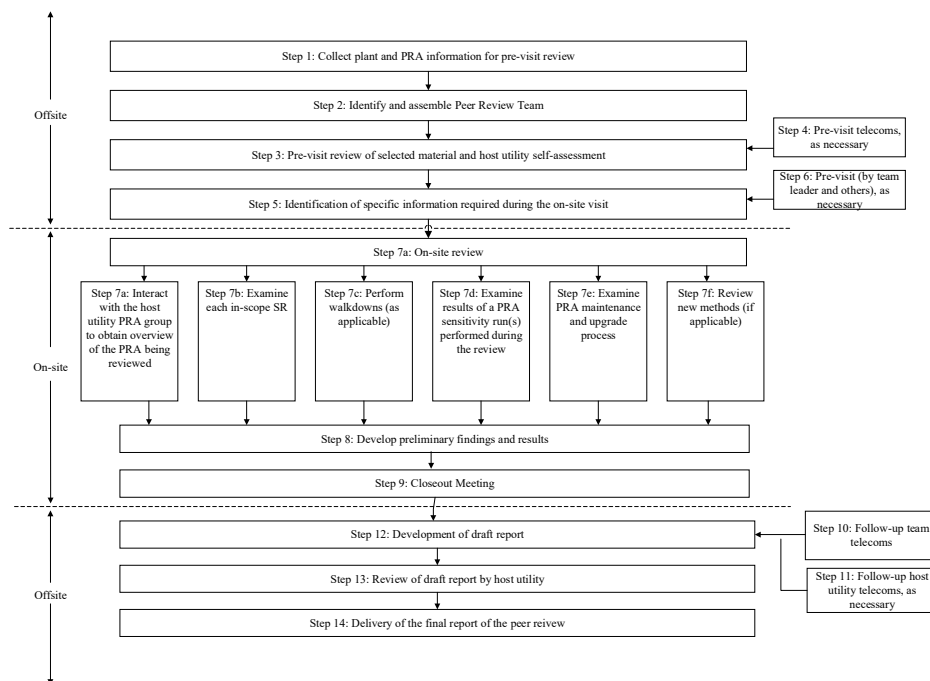 Step 1: Collect plant and PRA information for pre-visit review
Step 2: Identify and assemble Peer Review Team
Offsite
Step 4: Pre-visit telecoms,
as necessary
Step 3: Pre-visit review of selected material and host utility self-assessment
Step 6: Pre-visit (by team
leader and others), as
necessary
Step 5: Identification of specific information required during the on-site visit
Step 7a: On-site review
Step 7a: Interact
with the host
utility PRA group
to obtain overview
of the PRA being
reviewed
Step 7b: Examine
each in-scope SR
Step 7c: Perform
walkdowns (as
applicable)
Step 7d: Examine
results of a PRA
sensitivity run(s)
performed during
the review
Step 7e: Examine
PRA maintenance
and upgrade
process
Step 7f: Review
new methods (if
applicable)
On-site
Step 8: Develop preliminary findings and results
Step 9: Closeout Meeting
Step 12: Development of draft report
Step 10: Follow-up team
telecoms
Step 13: Review of draft report by host utility
Step 11: Follow-up host
utility telecoms, as
necessary
Offsite
Step 14: Delivery of the final report of the peer reivew